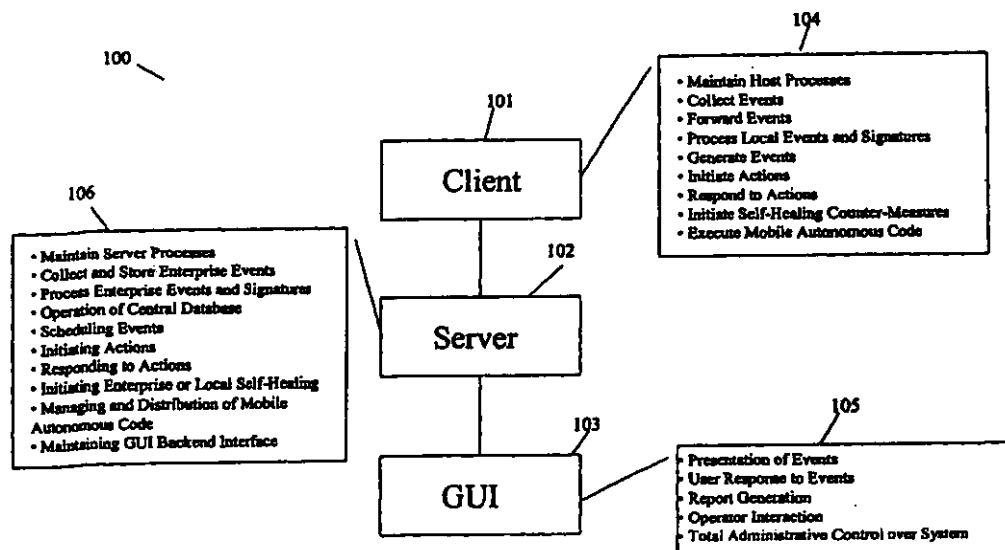 100
104
• Maintain Host Processes
• Collect Events
• Forward Events
• Process Local Events and Signatures
• Generate Events
• Initiate Actions
• Respond to Actions
• Initiate Self-Healing Counter-Measures
• Execute Mobile Autonomous Code
101
Client
106
• Maintain Server Processes
• Collect and Store Enterprise Events
• Process Enterprise Events and Signatures
• Operation of Central Database
• Scheduling Events
• Initiating Actions
• Responding to Actions
• Initiating Enterprise or Local Self-Healing
• Managing and Distribution of Mobile
Autonomous Code
• Maintaining GUI Backend Interface
102
Server
103
GUI
105
• Presentation of Events
• User Response to Events
• Report Generation
• Operator Interaction
• Total Administrative Control over System